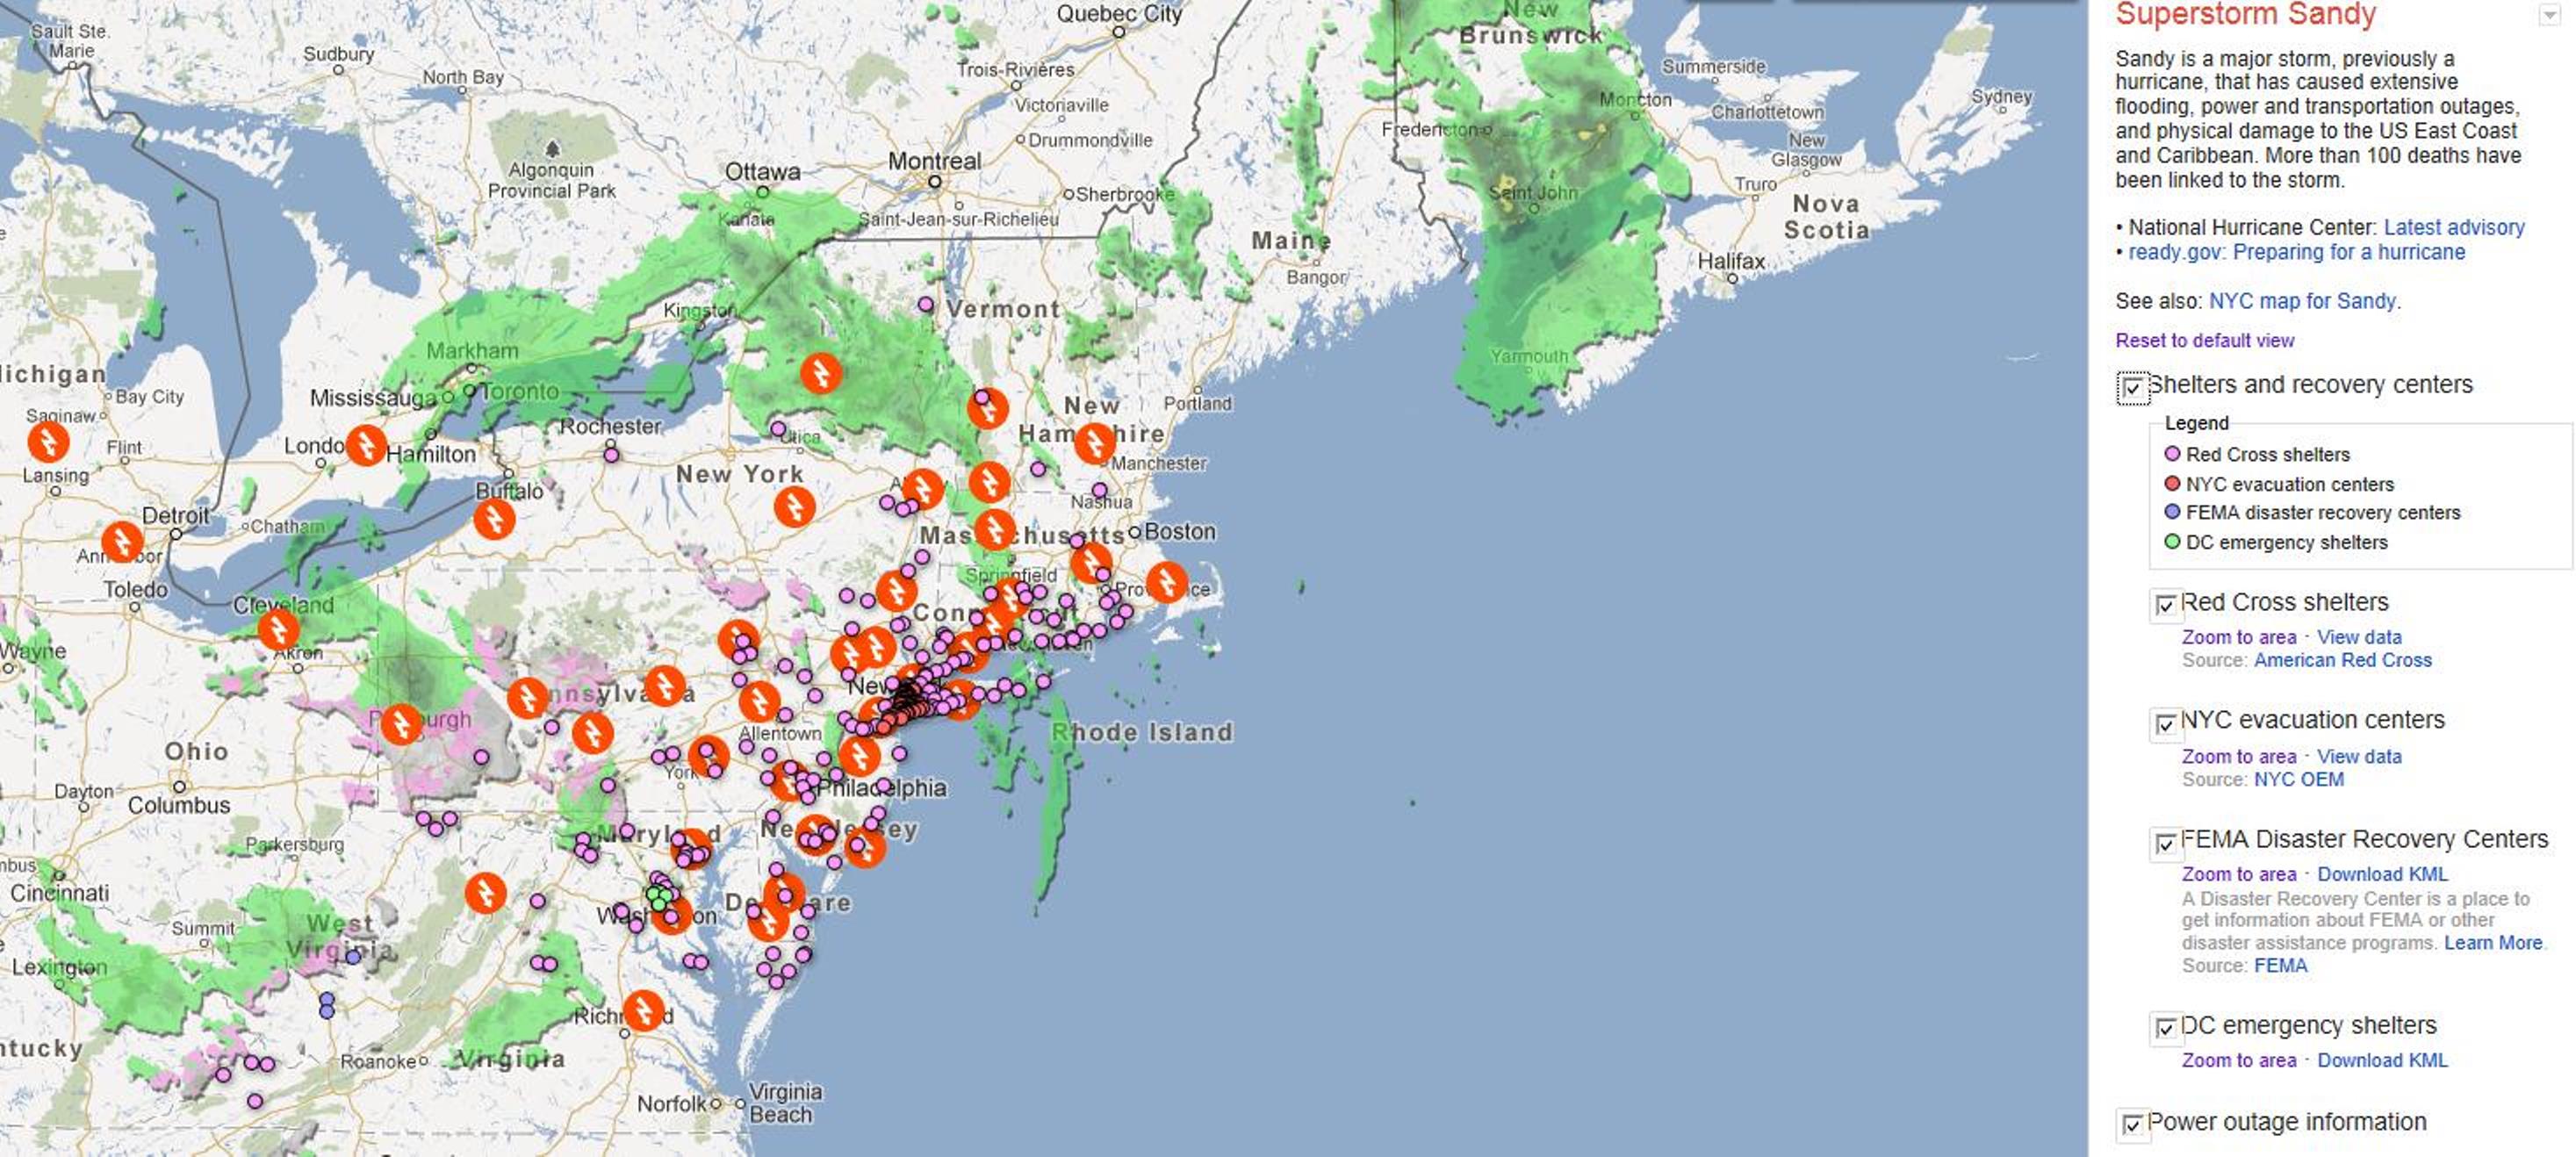 Sault Ste.
Marie
Sudbury
North Bay
Quebec City
Trois-Rivières
Victoriaville
Drummondville
Algonquin
Provincial Park
Ottawa
Kanata
Montreal
Sherbrooke
Saint-Jean-sur-Richelieu
New
Brunswick
Summerside
Moncton
Charlottetown
Sydney
Fredericton
New
Glasgow
Saint John
Truro
Nova
Scotia
Maine
Bangor
Halifax
Kingston
Vermont
Yarmouth
Markham
Toronto
Mississauga
ichigan
Bay City
Saginaw
Flint
Lansing
Londo
Hamilton
Rochester
Utica
New
Hampshire
Portland
Manchester
Nashua
New York
Buffalo
Detroit
Chatham
Ann Arbor
Toledo
Massachusetts
Boston
Springfield
Providence
Cleveland
Akron
Wayne
Connecticut
New Haven
New
Pennsylvania
Pittsburgh
Allentown
Rhode Island
Ohio
York
Philadelphia
Dayton
Columbus
Maryland
New Jersey
Parkersburg
Cincinnati
Washington
Delaware
West
Virginia
Summit
Lexington
Richmond
ntucky
Roanoke
Virginia
Norfolk
Virginia
Beach
Superstorm Sandy
Sandy is a major storm, previously a
hurricane, that has caused extensive
flooding, power and transportation outages,
and physical damage to the US East Coast
and Caribbean. More than 100 deaths have
been linked to the storm.
• National Hurricane Center: Latest advisory
• ready.gov: Preparing for a hurricane
See also: NYC map for Sandy.
Reset to default view
Shelters and recovery centers
Legend
Red Cross shelters
NYC evacuation centers
FEMA disaster recovery centers
DC emergency shelters
Red Cross shelters
Zoom to area · View data
Source: American Red Cross
NYC evacuation centers
Zoom to area · View data
Source: NYC OEM
FEMA Disaster Recovery Centers
Zoom to area · Download KML
A Disaster Recovery Center is a place to
get information about FEMA or other
disaster assistance programs. Learn More.
Source: FEMA
DC emergency shelters
Zoom to area · Download KML
Power outage information